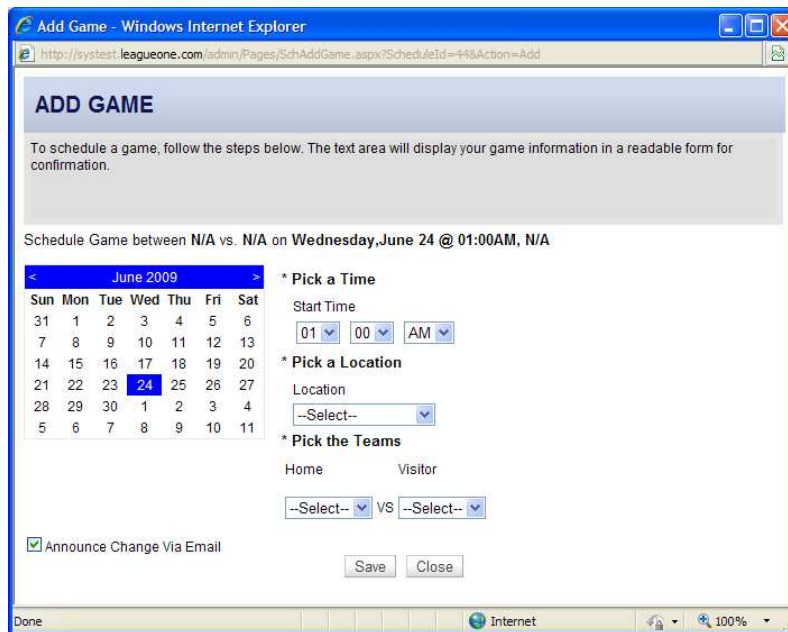 Add Game - Windows Internet Explorer
http://systest.leagueone.com/admin/Pages/SchAddGame.aspx?ScheduleId=44&Action=Add
ADD GAME
To schedule a game, follow the steps below. The text area will display your game information in a readable form for
confirmation.
Schedule Game between N/A vs. N/A on Wednesday,June 24 @ 01:00AM, N/A
< June 2009 >
Sun Mon Tue Wed Thu Fri Sat
31 1 2 3 4 5 6
7 8 9 10 11 12 13
14 15 16 17 18 19 20
21 22 23 24 25 26 27
28 29 30 1 2 3 4
5 6 7 8 9 10 11
* Pick a Time
Start Time
01 00 AM
* Pick a Location
Location
--Select--
* Pick the Teams
Home Visitor
--Select-- VS --Select--
Announce Change Via Email
Save Close
Done Internet 100%